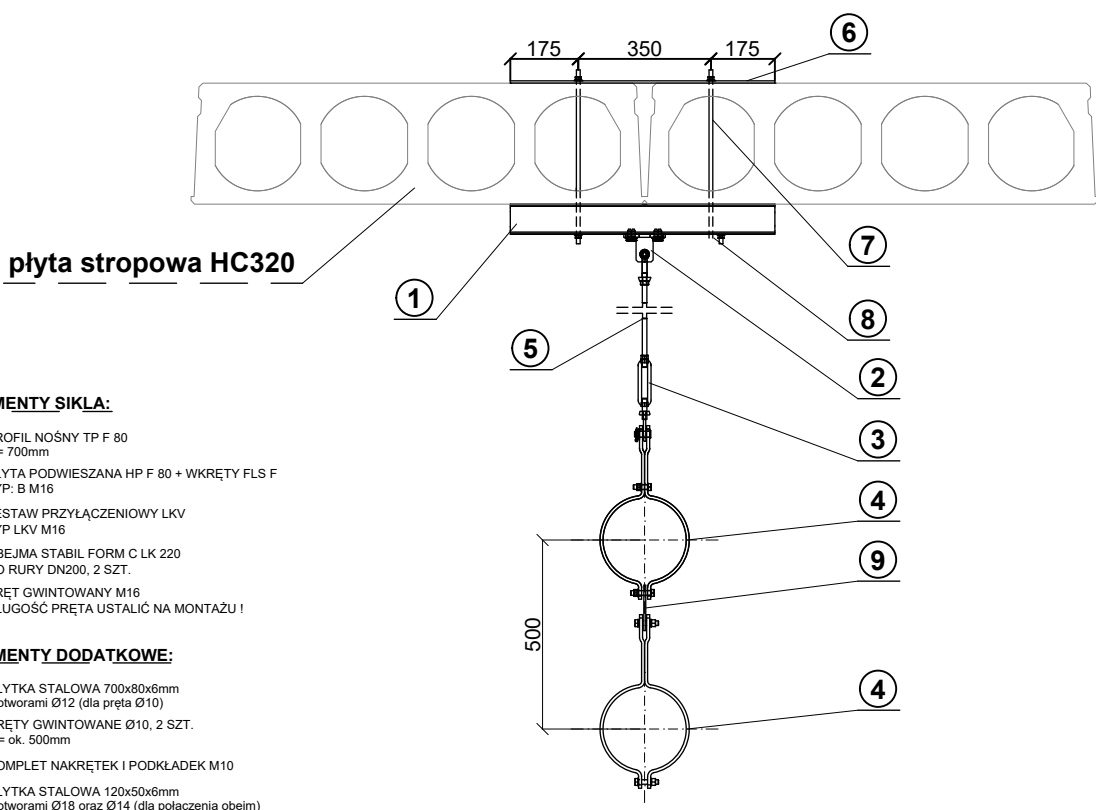 175 350 175
6
płyta stropowa HC320
1
7
8
5
2
3
4
9
500
4
MENTY SIKLA:
ROFIL NOŚNY TP F 80
= 700mm
ŁYTA PODWIESZANA HP F 80 + WKRĘTY FLS F
YP: B M16
ESTAW PRZYŁĄCZENIOWY LKV
YP LKV M16
BEJMA STABIL FORM C LK 220
O RURY DN200, 2 SZT.
RĘT GWINTOWANY M16
ŁUGOŚĆ PRĘTA USTALIĆ NA MONTAŻU !
MENTY DODATKOWE:
ŁYTKA STALOWA 700x80x6mm
otworami Ø12 (dla pręta Ø10)
RĘTY GWINTOWANE Ø10, 2 SZT.
= ok. 500mm
OMPLET NAKRĘTEK I PODKŁADEK M10
ŁYTKA STALOWA 120x50x6mm
otworami Ø18 oraz Ø14 (dla połączenia obejm)